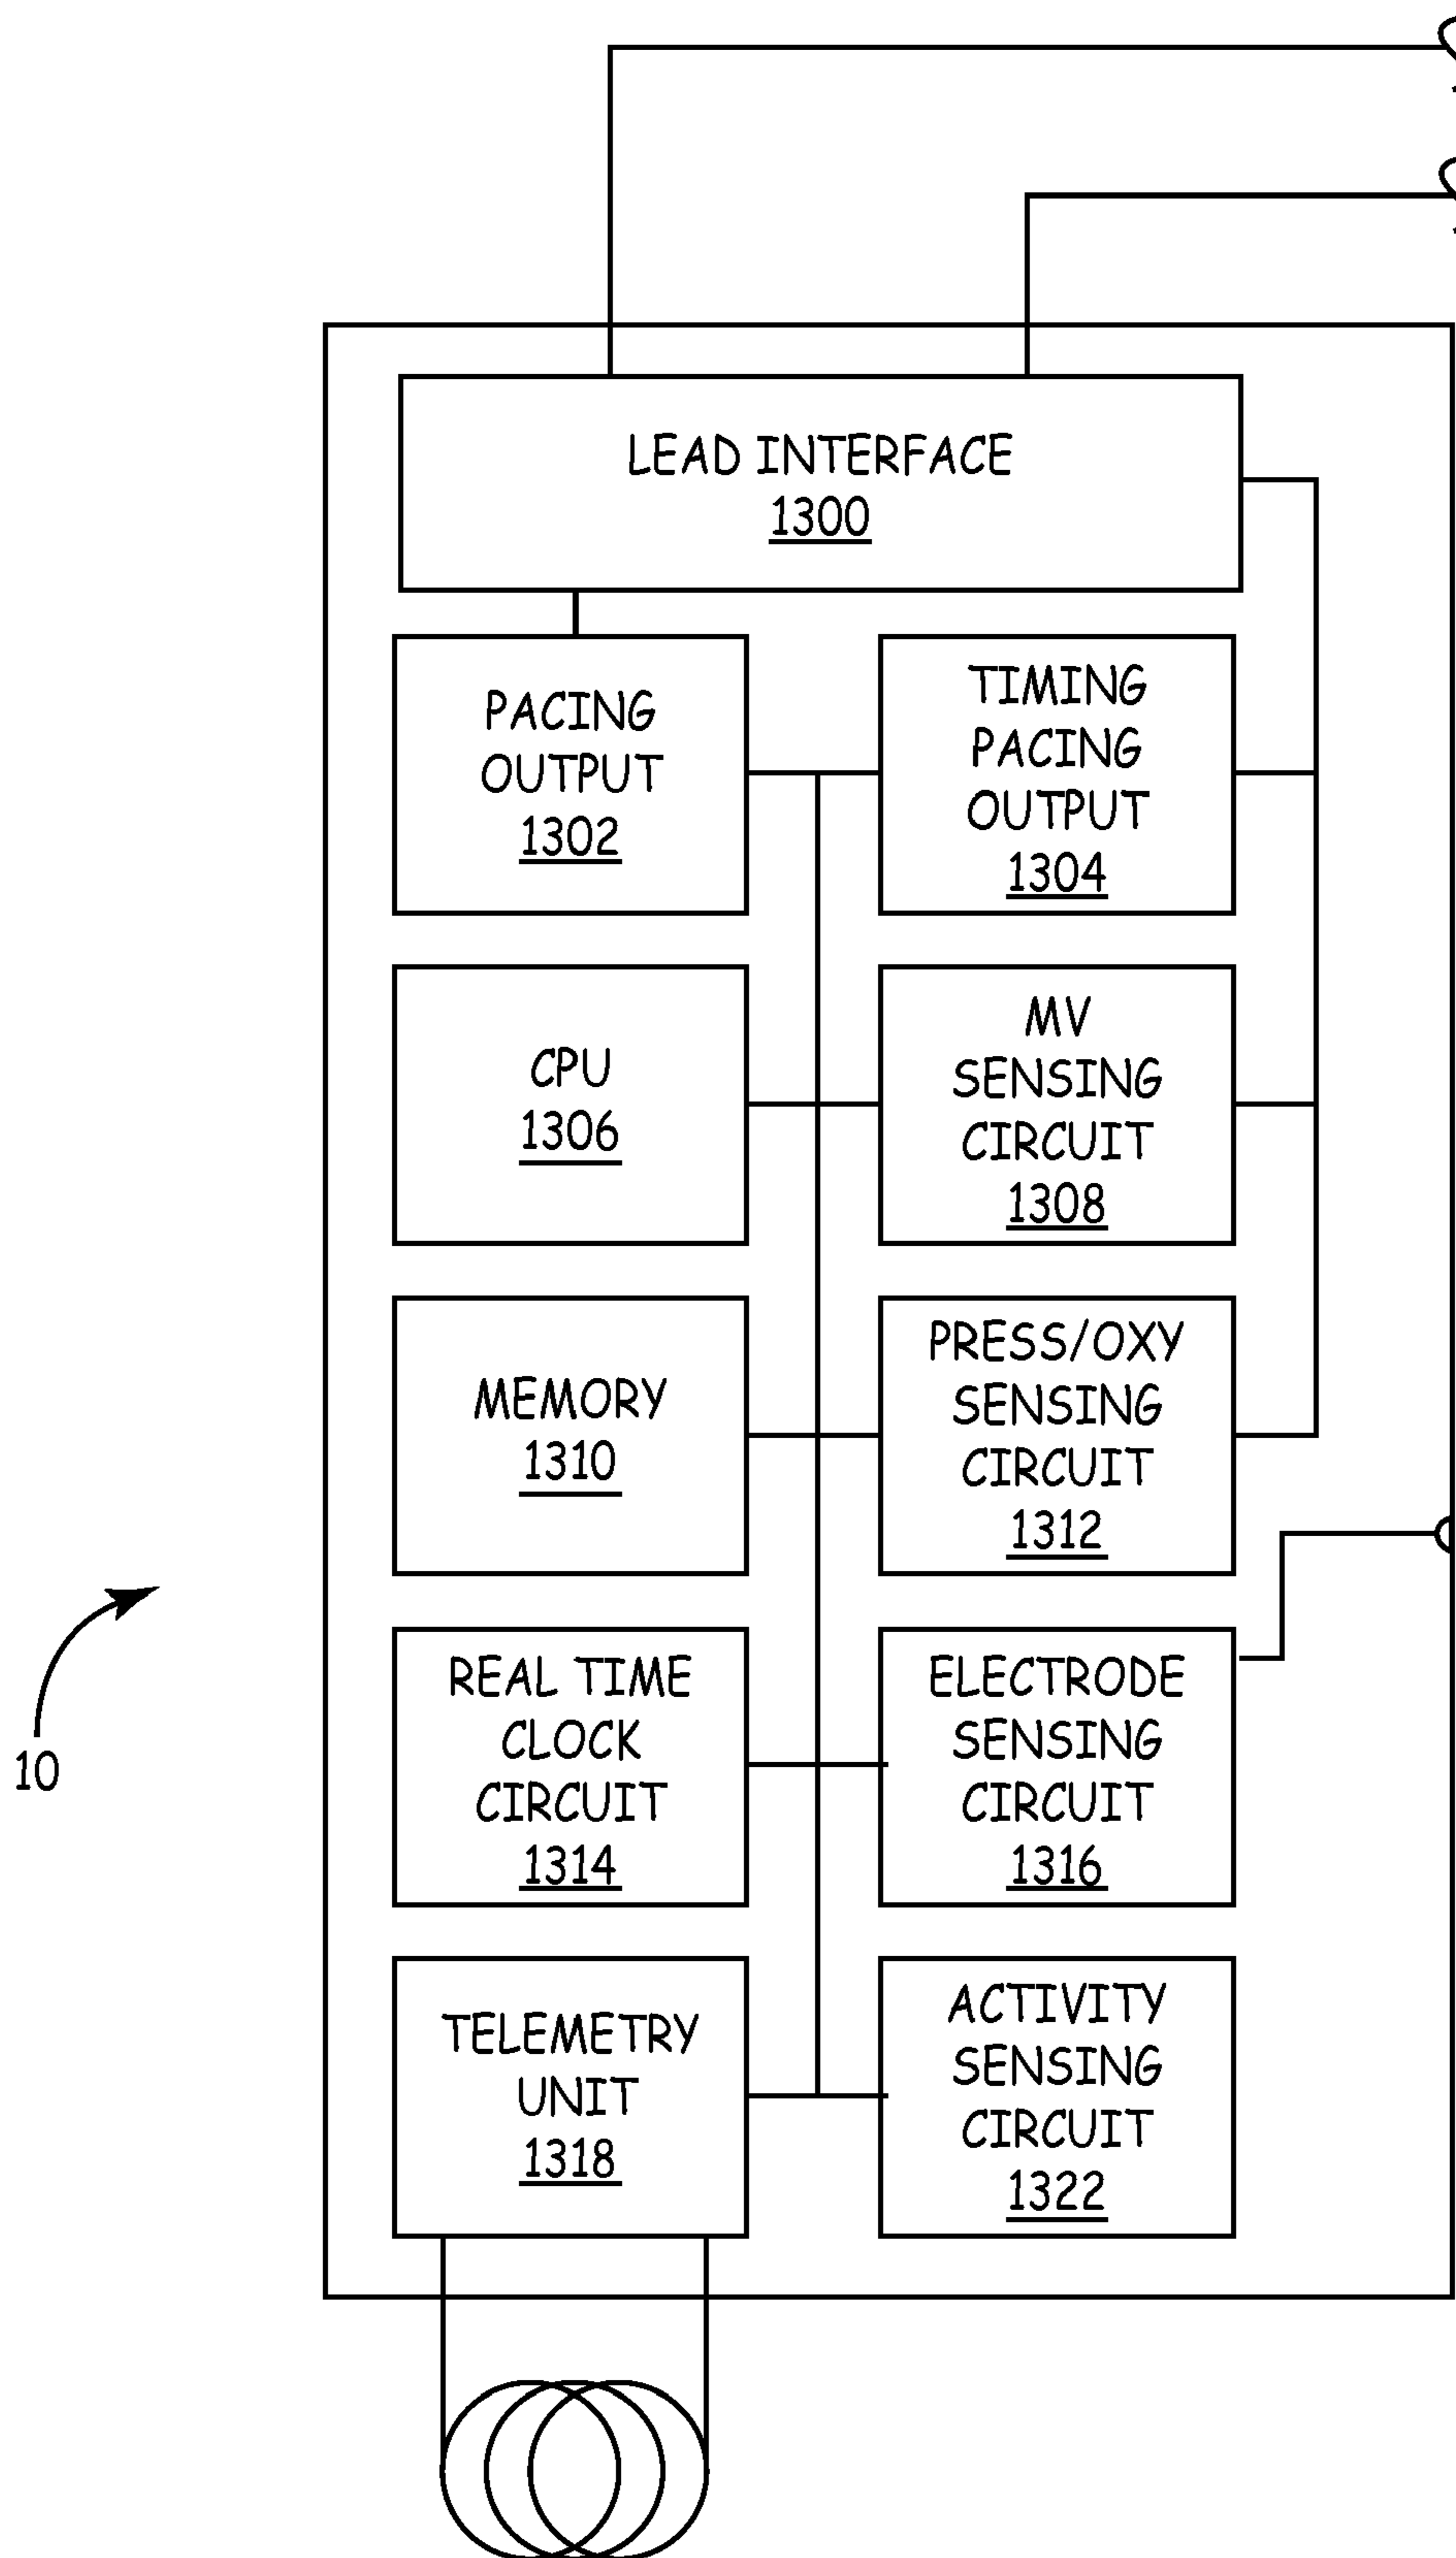 LEAD INTERFACE
1300
PACING
OUTPUT
1302
TIMING
PACING
OUTPUT
1304
CPU
1306
MV
SENSING
CIRCUIT
1308
MEMORY
1310
PRESS/OXY
SENSING
CIRCUIT
1312
REAL TIME
CLOCK
CIRCUIT
1314
ELECTRODE
SENSING
CIRCUIT
1316
TELEMETRY
UNIT
1318
ACTIVITY
SENSING
CIRCUIT
1322
10